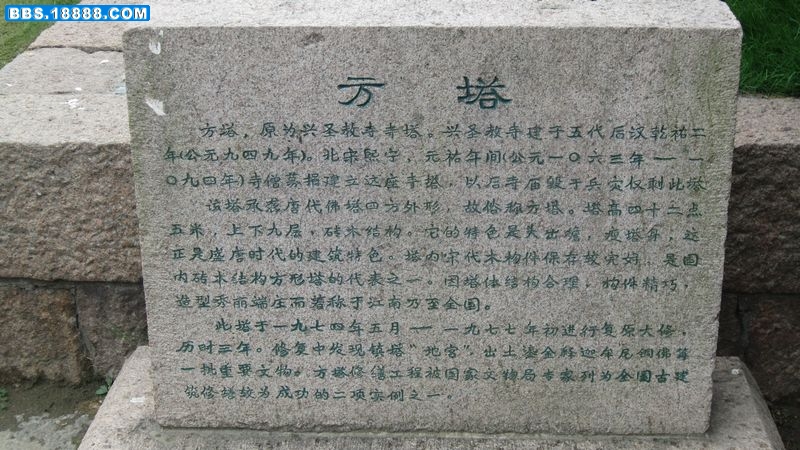 BBS.18888.COM
方塔
方塔，原为兴圣教寺寺塔。兴圣教寺建于五代后汉乾祐二
年(公元九四九年)。北宋熙宁，元祐年间(公元一〇六三年——一
〇九四年)寺僧募捐建立这座寺塔，以后寺庙毁于兵灾仅剩此塔
该塔承袭唐代佛塔四方外形，故俗称方塔。塔高四十二点
五米，上下九层，砖木结构。它的特色是头出檐，瘦塔身，这
正是盛唐时代的建筑特色。塔内宋代木构件保存较完好，是国
内砖木结构方形塔的代表之一。因塔体结构合理，构件精巧，
造型秀丽端庄而著称于江南乃至全国。
此塔于一九七四年五月——一九七七年初进行复原大修，
历时三年。修复中发现镇塔“地宫”，出土鎏金释迦牟尼铜佛等
一批重要文物。方塔修缮工程被国家文物局专家列为全国古建
筑修塔较为成功的二项实例之一。